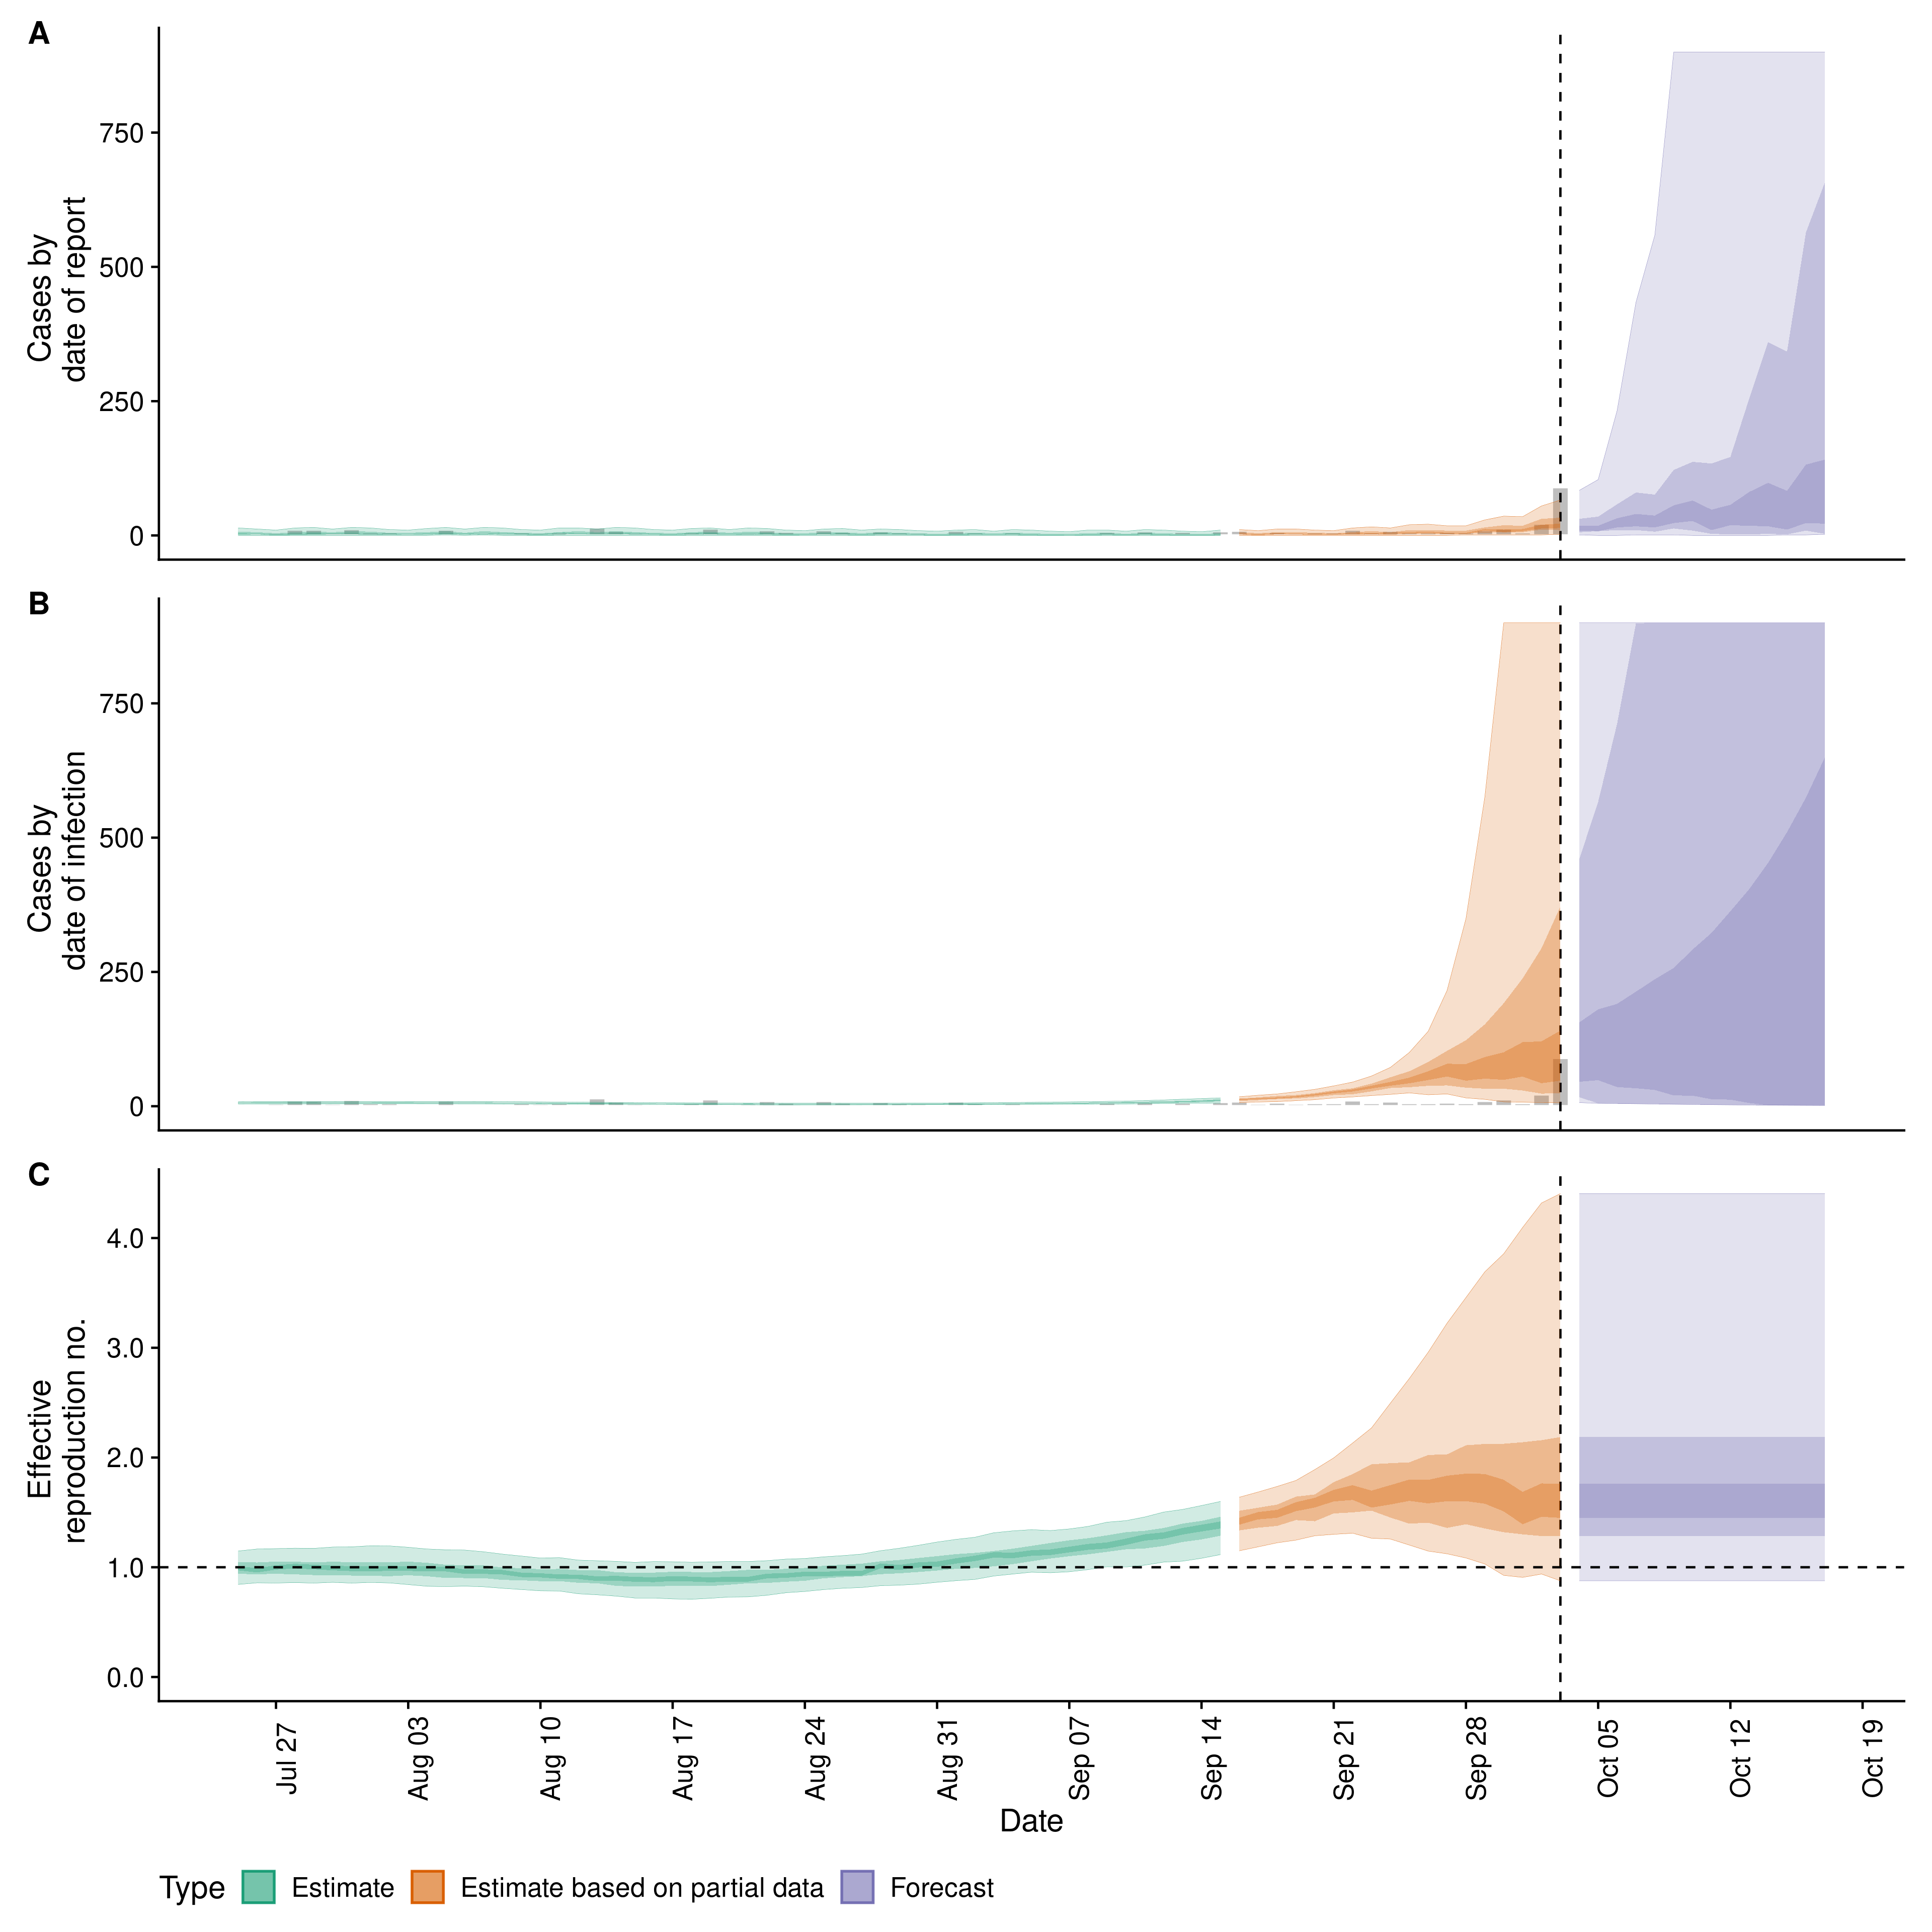 A
Cases by
date of report
750
500
250
0
B
Cases by
date of infection
750
500
250
0
C
Effective
reproduction no.
4.0
3.0
2.0
1.0
0.0
Jul 27
Aug 03
Aug 10
Aug 17
Aug 24
Aug 31
Sep 07
Sep 14
Sep 21
Sep 28
Oct 05
Oct 12
Oct 19
Date
Type Estimate Estimate based on partial data Forecast